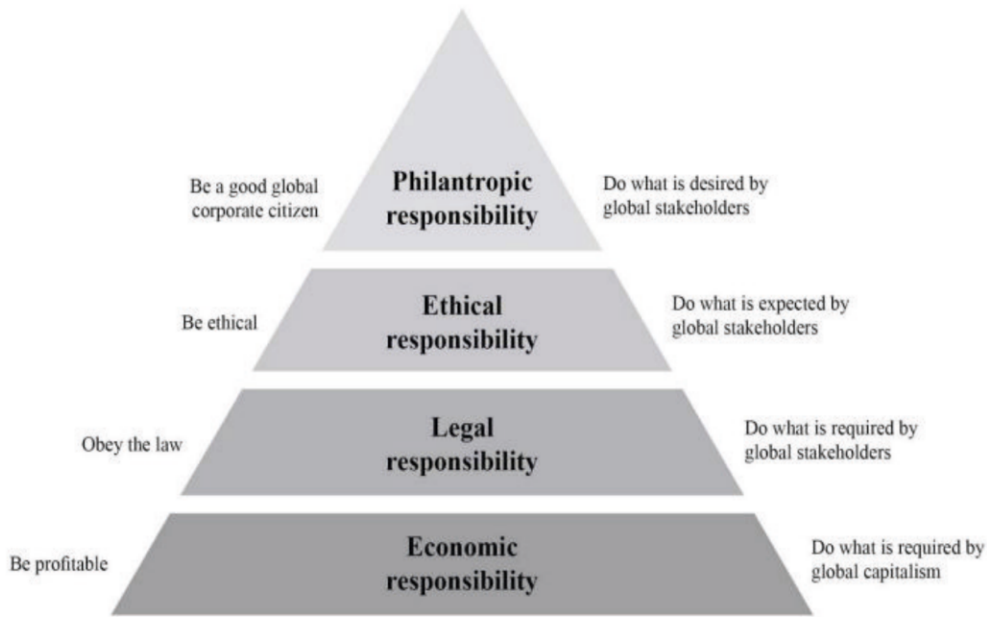 Be a good global
corporate citizen
Philantropic
responsibility
Do what is desired by
global stakeholders
Be ethical
Ethical
responsibility
Do what is expected by
global stakeholders
Obey the law
Legal
responsibility
Do what is required by
global stakeholders
Be profitable
Economic
responsibility
Do what is required by
global capitalism